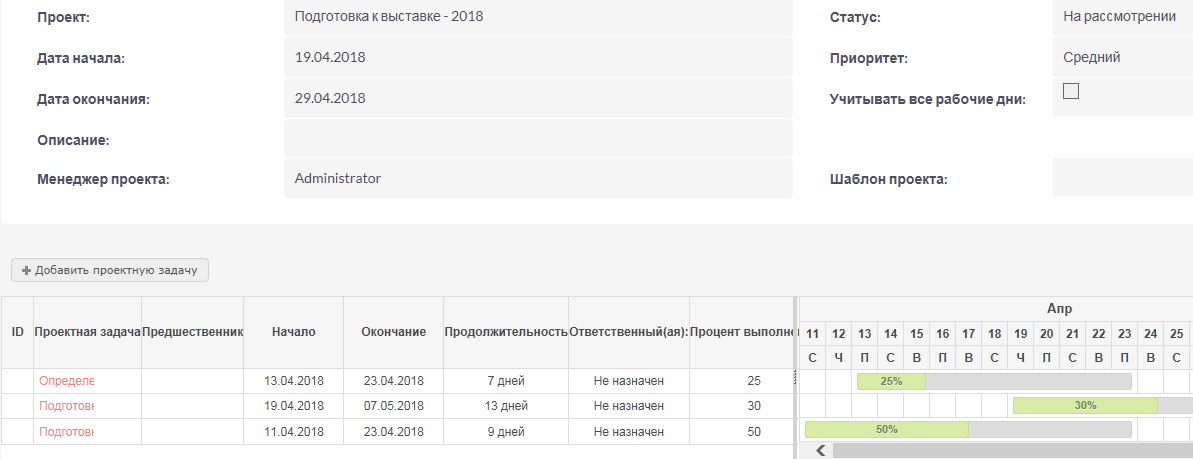 Проект: Подготовка к выставке - 2018 Статус: На рассмотрении
Дата начала: 19.04.2018 Приоритет: Средний
Дата окончания: 29.04.2018 Учитывать все рабочие дни:
Описание:
Менеджер проекта: Administrator Шаблон проекта:
Добавить проектную задачу
Апр
ID Проектная задача Предшественник Начало Окончание Продолжительность Ответственный(ая): Процент выполне
11 12 13 14 15 16 17 18 19 20 21 22 23 24 25
С Ч П С В П В С Ч П С В П В С
Определе 13.04.2018 23.04.2018 7 дней Не назначен 25 25%
Подготовк 19.04.2018 07.05.2018 13 дней Не назначен 30 30%
Подготовк 11.04.2018 23.04.2018 9 дней Не назначен 50 50%